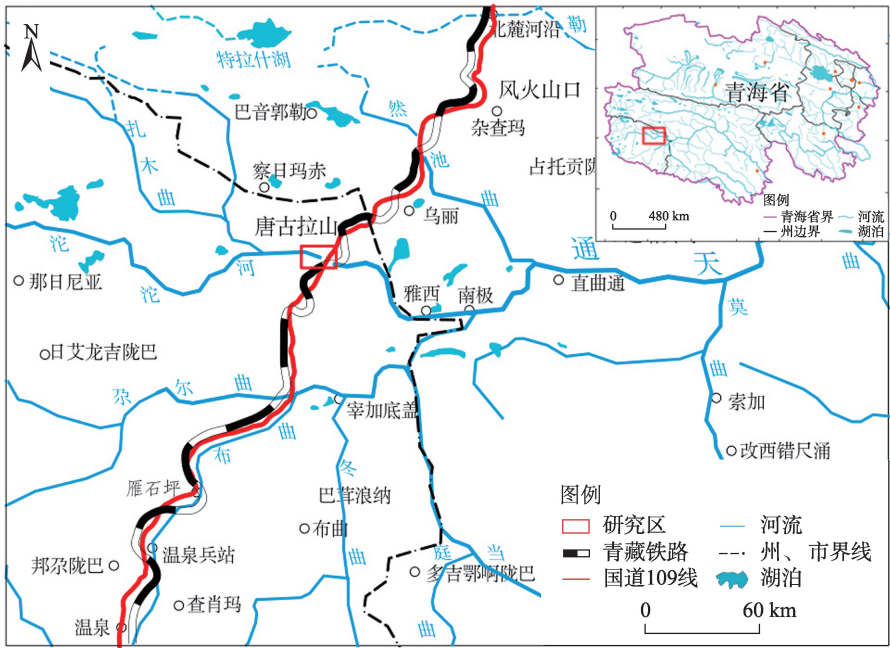 N
特拉什湖
北麓河沿
勒
风火山口
巴音郭勒
然
杂查玛
扎
木
曲
池
察日玛赤
占托贡
曲
唐古拉山
乌丽
沱
河
沱
通
天
曲
那日尼亚
雅西
南极
直曲通
莫
曲
日艾龙吉陇巴
尕
尔
曲
宰加底盖
索加
布
曲
改西错尺涌
冬
曲
雁石坪
巴茸浪纳
布曲
温泉兵站
邦尕陇巴
庭
当
曲
多吉鄂啊陇巴
查肖玛
温泉
青海省
图例
青海省界
河流
州边界
湖泊
0
480 km
图例
研究区
河流
青藏铁路
州、市界线
国道109线
湖泊
0
60 km